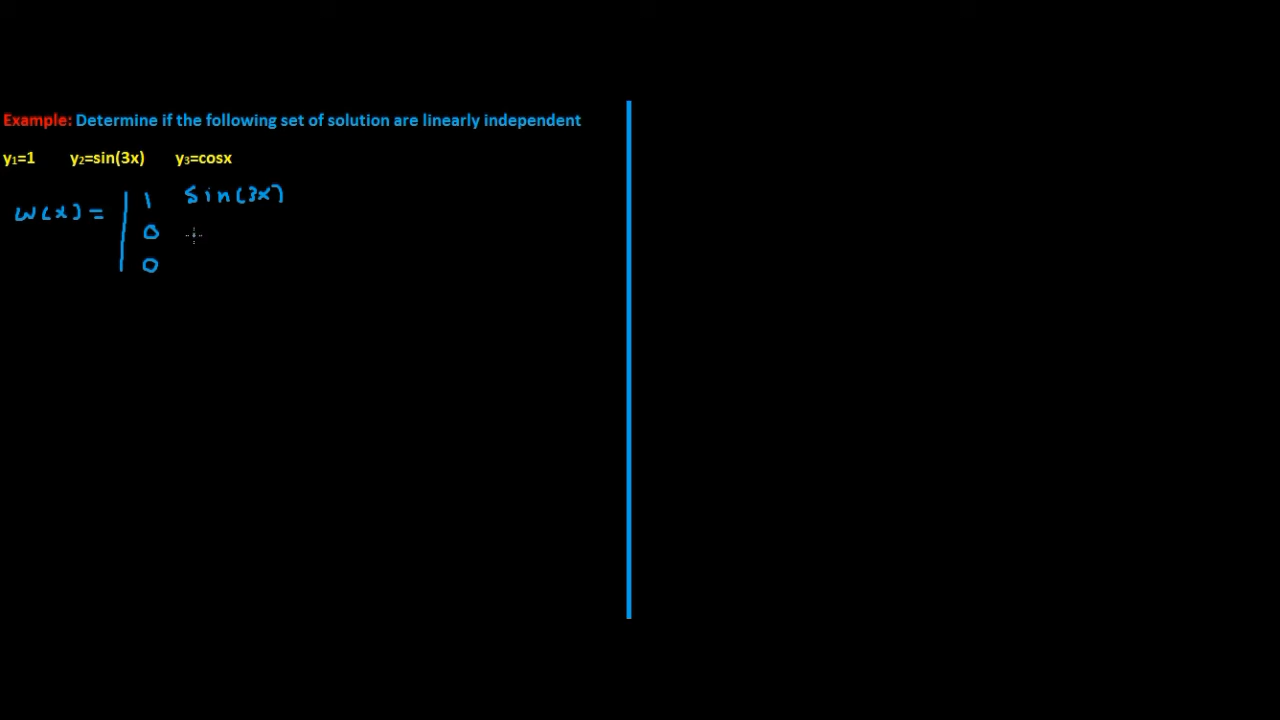 Example: Determine if the following set of solution are linearly independent
y₁=1 y₂=sin(3x) y₃=cosx
w(x) = | 1 sin(3x)
0
0